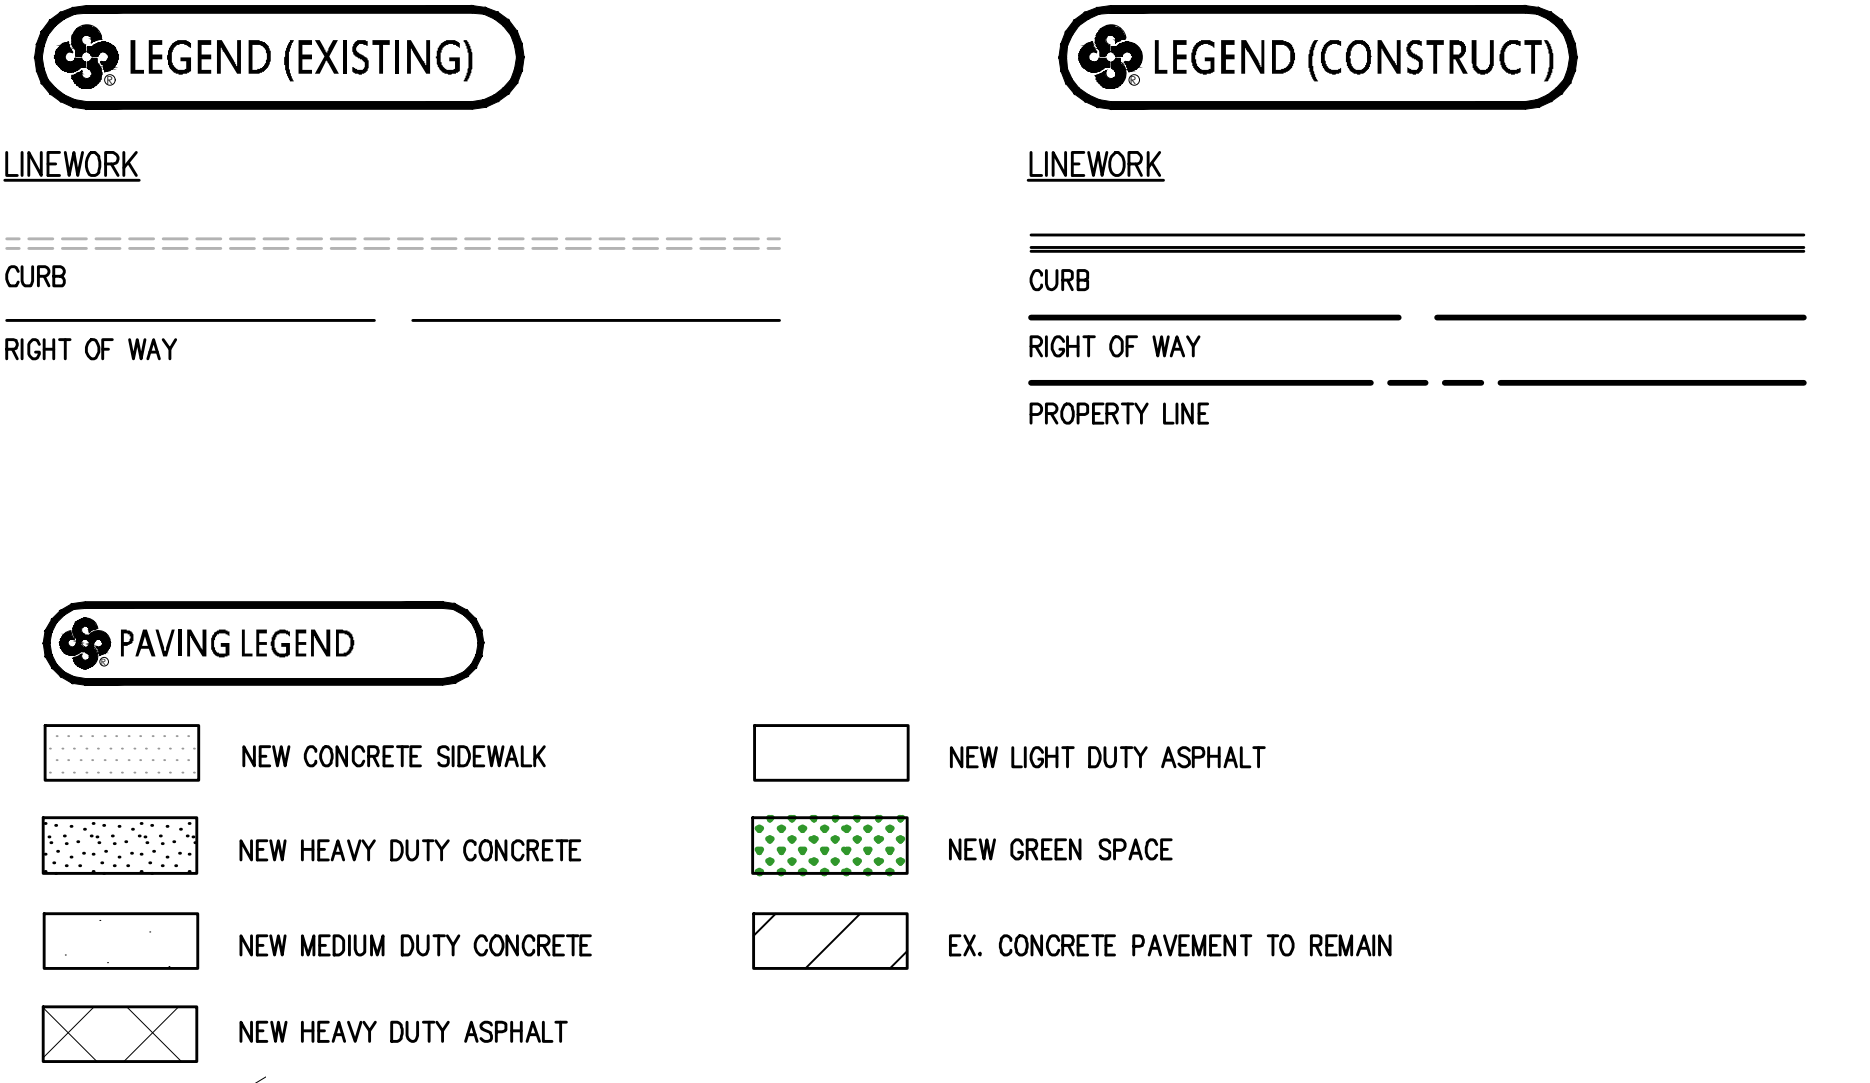 LEGEND (EXISTING)
®
LINEWORK
CURB
RIGHT OF WAY
LEGEND (CONSTRUCT)
®
LINEWORK
CURB
RIGHT OF WAY
PROPERTY LINE
PAVING LEGEND
®
NEW CONCRETE SIDEWALK
NEW HEAVY DUTY CONCRETE
NEW MEDIUM DUTY CONCRETE
NEW HEAVY DUTY ASPHALT
NEW LIGHT DUTY ASPHALT
NEW GREEN SPACE
EX. CONCRETE PAVEMENT TO REMAIN